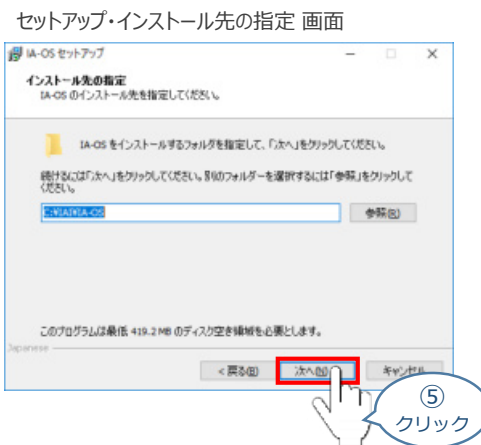 セットアップ・インストール先の指定 画面
IA-OS セットアップ
インストール先の指定
IA-OS のインストール先を指定してください。
IA-OS をインストールするフォルダを指定して、「次へ」をクリックしてください。
続けるには「次へ」をクリックしてください。別のフォルダーを選択するには「参照」をクリックして
ください。
C:¥IAI¥IA-OS
参照(R)
このプログラムは最低 419.2 MB のディスク空き領域を必要とします。
Japanese
< 戻る(B)
次へ(N) >
キャンセル
⑤
クリック